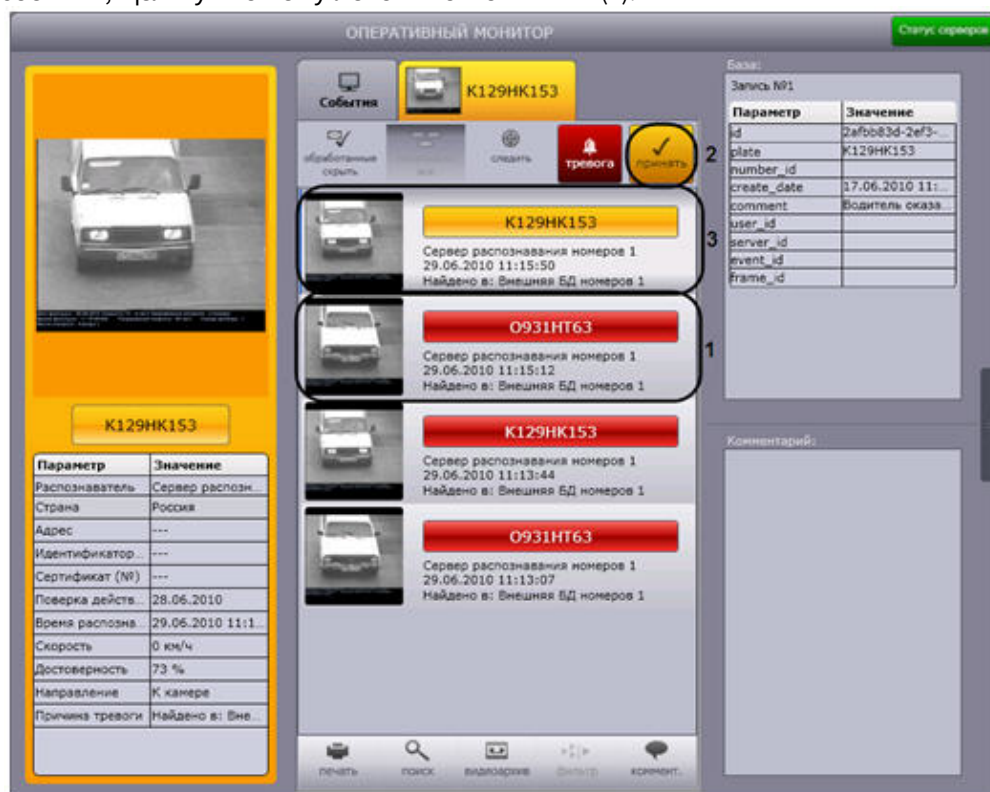 ОПЕРАТИВНЫЙ МОНИТОР
Статус серверов
События
К129НК153
обработанные
скрыть
все
следить
тревога
принять
2
К129НК153
Сервер распознавания номеров 1
29.06.2010 11:15:50
Найдено в: Внешняя БД номеров 1
3
О931НТ63
Сервер распознавания номеров 1
29.06.2010 11:15:12
Найдено в: Внешняя БД номеров 1
1
К129НК153
Сервер распознавания номеров 1
29.06.2010 11:13:44
Найдено в: Внешняя БД номеров 1
О931НТ63
Сервер распознавания номеров 1
29.06.2010 11:13:07
Найдено в: Внешняя БД номеров 1
печать поиск видеоархив фильтр коммент.
К129НК153
Параметр Значение
Распознаватель Сервер распозн...
Страна Россия
Адрес ---
Идентификатор... ---
Сертификат (№) ---
Поверка действ... 28.06.2010
Время распозна... 29.06.2010 11:1...
Скорость 0 км/ч
Достоверность 73 %
Направление К камере
Причина тревоги Найдено в: Вне...
База:
Запись №1
Параметр Значение
id 2afbb83d-2ef3-...
plate К129НК153
number_id
create_date 17.06.2010 11:...
comment Водитель оказа...
user_id
server_id
event_id
frame_id
Комментарий: